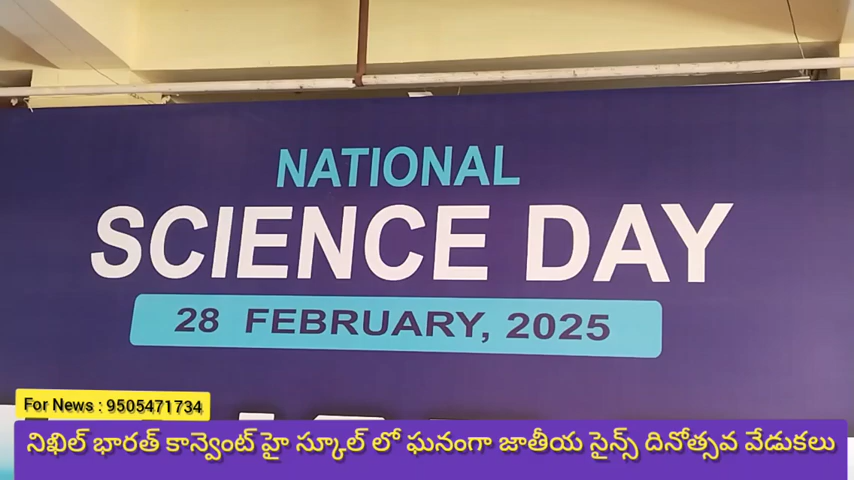 NATIONAL
SCIENCE DAY
28 FEBRUARY, 2025
For News : 9505471734
నిఖిల్ భారత్ కాన్వెంట్ హై స్కూల్ లో ఘనంగా జాతీయ సైన్స్ దినోత్సవ వేడుకలు